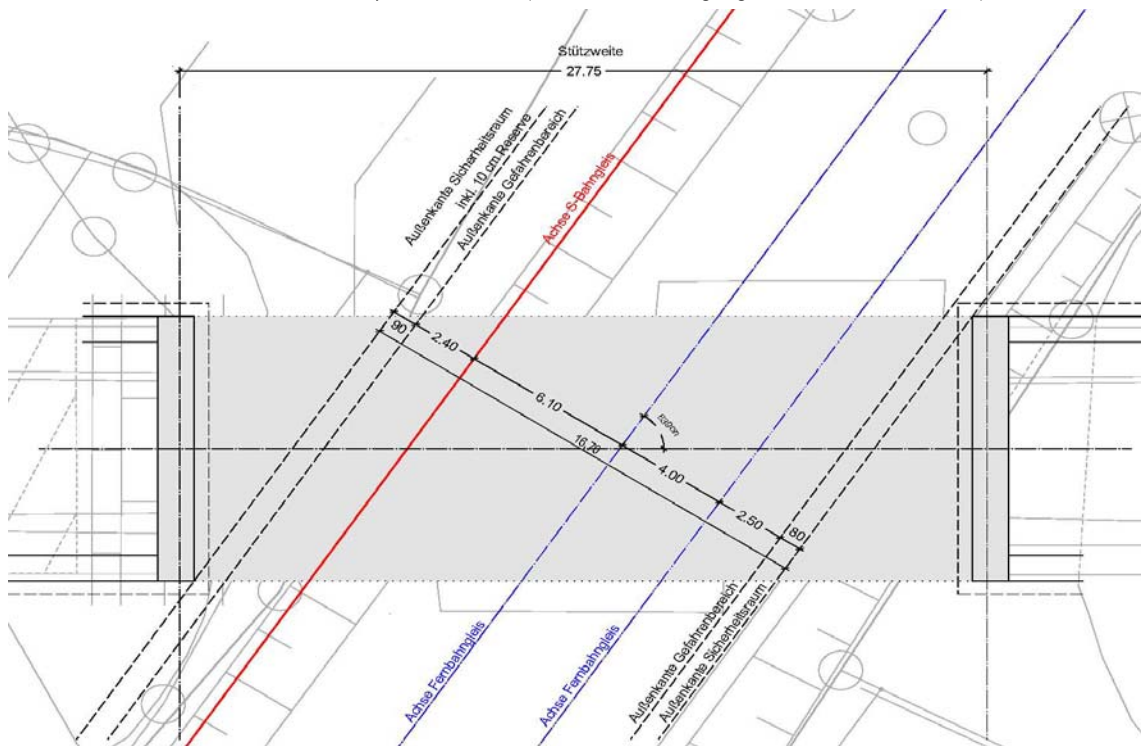 Stützweite
27.75
Außenkante Sicherheitsraum
inkl. 10 cm Reserve
Außenkante Gefahrenbereich
Achse S-Bahngleis
90
2.40
6.10
16.70
4.00
2.50
80
Achse Fernbahngleis
Achse Fernbahngleis
Außenkante Gefahrenbereich
Außenkante Sicherheitsraum